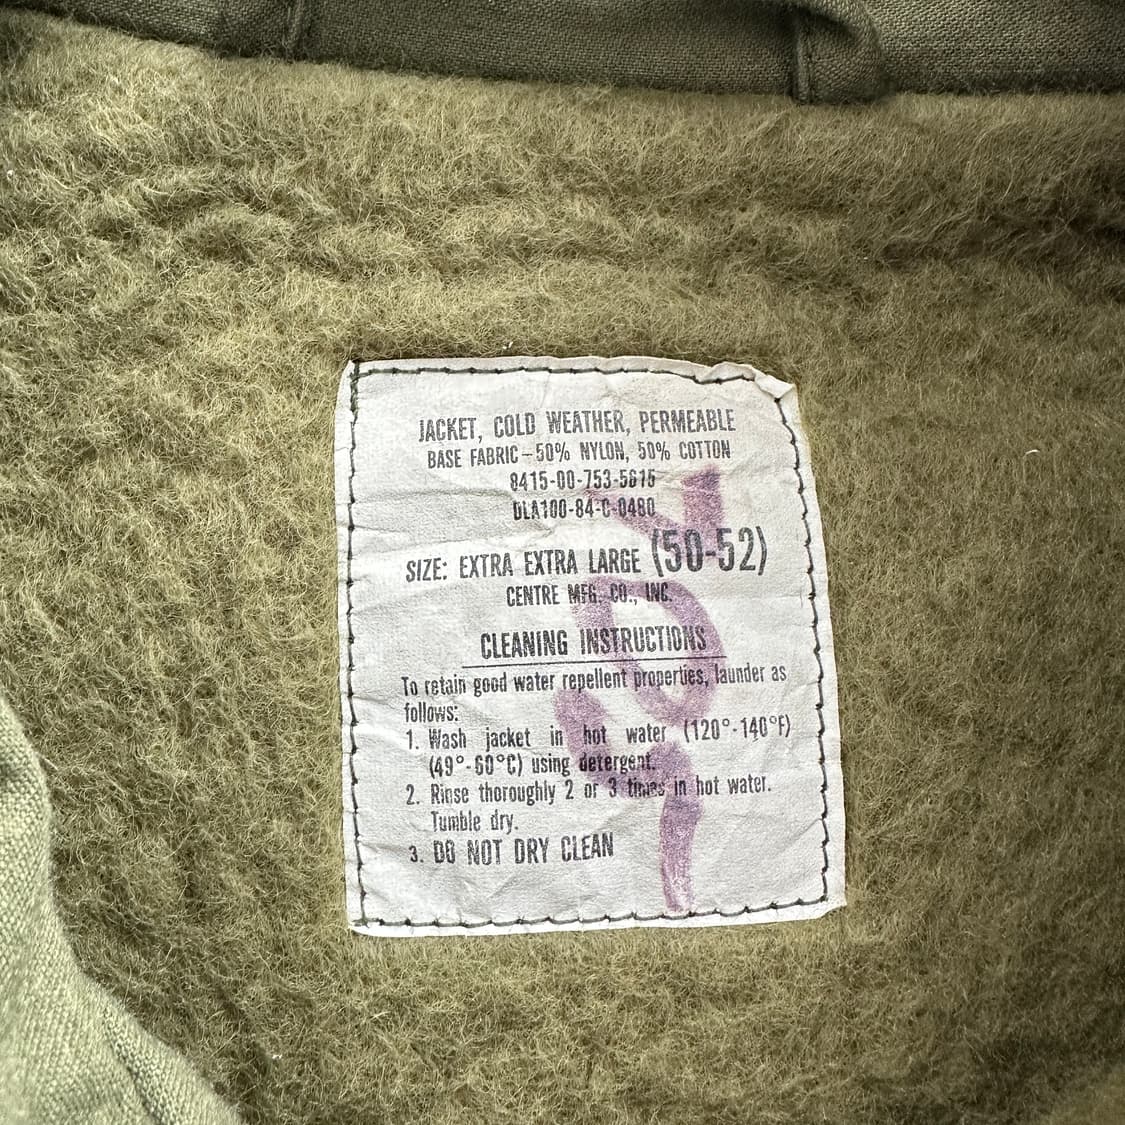 JACKET, COLD WEATHER, PERMEABLE
BASE FABRIC-50% NYLON, 50% COTTON
8415-00-753-5615
DLA100-84-C-0480
SIZE: EXTRA EXTRA LARGE (50-52)
CENTRE MFG. CO., INC.
CLEANING INSTRUCTIONS
To retain good water repellent properties, launder as
follows:
1. Wash jacket in hot water (120°-140°F)
(49°-60°C) using detergent.
2. Rinse thoroughly 2 or 3 times in hot water.
Tumble dry.
3. DO NOT DRY CLEAN